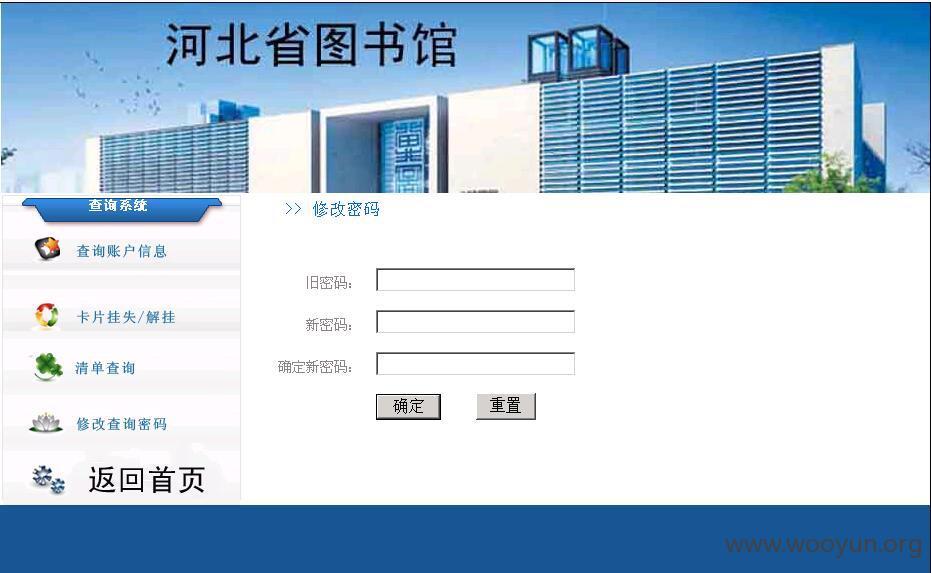 河北省图书馆
查询系统
查询账户信息
卡片挂失/解挂
清单查询
修改查询密码
返回首页
>> 修改密码
旧密码：
新密码：
确定新密码：
确定
重置
www.wooyun.org